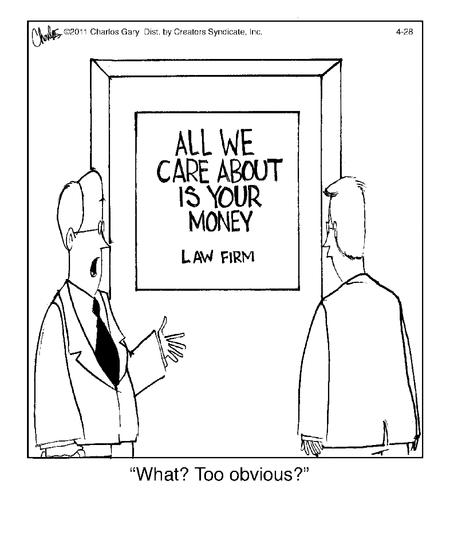 ©2011 Charlos Gary Dist. by Creators Syndicate, Inc. 4-28
ALL WE
CARE ABOUT
IS YOUR
MONEY
LAW FIRM
“What? Too obvious?”